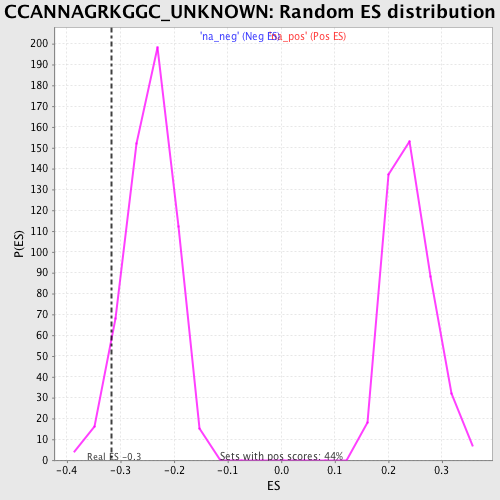 CCANNAGRKGGC_UNKNOWN: Random ES distribution
'na_neg' (Neg ES)
'na_pos' (Pos ES)
P(ES)
200
190
180
170
160
150
140
130
120
110
100
90
80
70
60
50
40
30
20
10
0
Real ES -0.3
Sets with pos scores: 44%
-0.4 -0.3 -0.2 -0.1 0.0 0.1 0.2 0.3
ES